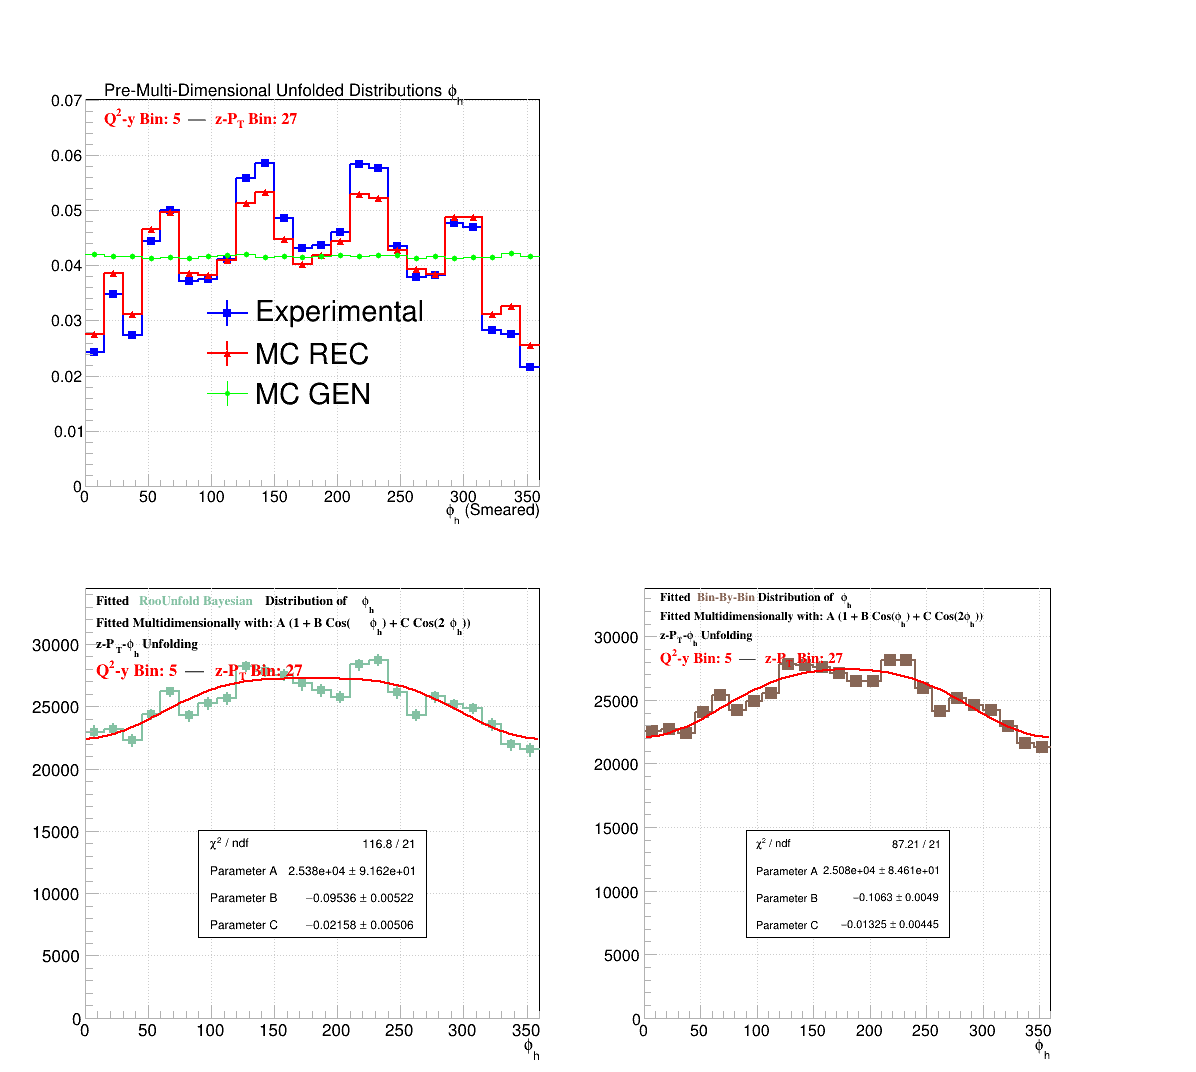 Pre-Multi-Dimensional Unfolded Distributions ϕh
Q2-y Bin: 5 — z-PT Bin: 27
0.07
0.06
0.05
0.04
0.03
0.02
0.01
0
Experimental
MC REC
MC GEN
0 50 100 150 200 250 300 350
ϕh (Smeared)
Fitted RooUnfold Bayesian Distribution of ϕh
Fitted Multidimensionally with: A (1 + B Cos( ϕh) + C Cos(2 ϕh))
z-PT-ϕh Unfolding
Q2-y Bin: 5 — z-PT Bin: 27
30000
25000
20000
15000
10000
5000
0
χ2 / ndf 116.8 / 21
Parameter A 2.538e+04 ± 9.162e+01
Parameter B −0.09536 ± 0.00522
Parameter C −0.02158 ± 0.00506
0 50 100 150 200 250 300 350
ϕh
Fitted Bin-By-Bin Distribution of ϕh
Fitted Multidimensionally with: A (1 + B Cos(ϕh) + C Cos(2ϕh))
z-PT-ϕh Unfolding
Q2-y Bin: 5 — z-PT Bin: 27
30000
25000
20000
15000
10000
5000
0
χ2 / ndf 87.21 / 21
Parameter A 2.508e+04 ± 8.461e+01
Parameter B −0.1063 ± 0.0049
Parameter C −0.01325 ± 0.00445
0 50 100 150 200 250 300 350
ϕh